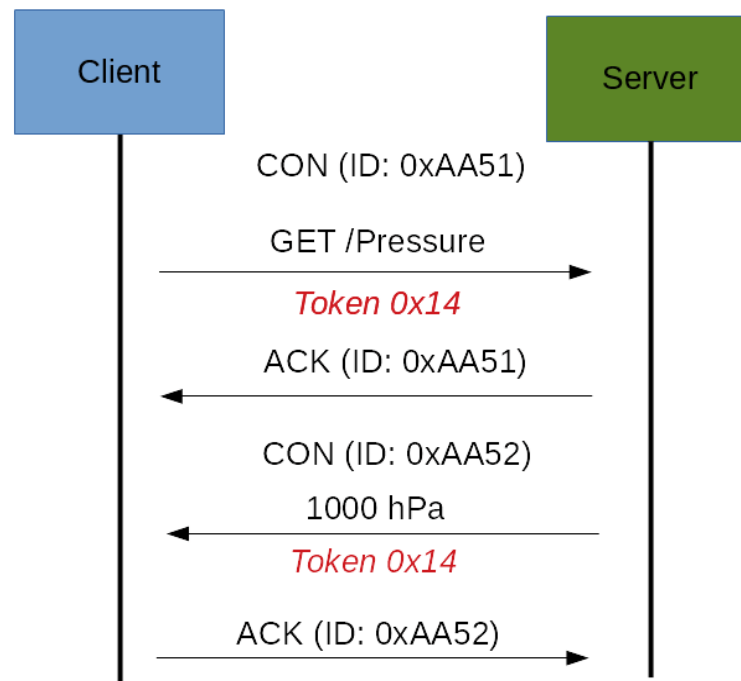 Client
Server
CON (ID: 0xAA51)
GET /Pressure
Token 0x14
ACK (ID: 0xAA51)
CON (ID: 0xAA52)
1000 hPa
Token 0x14
ACK (ID: 0xAA52)